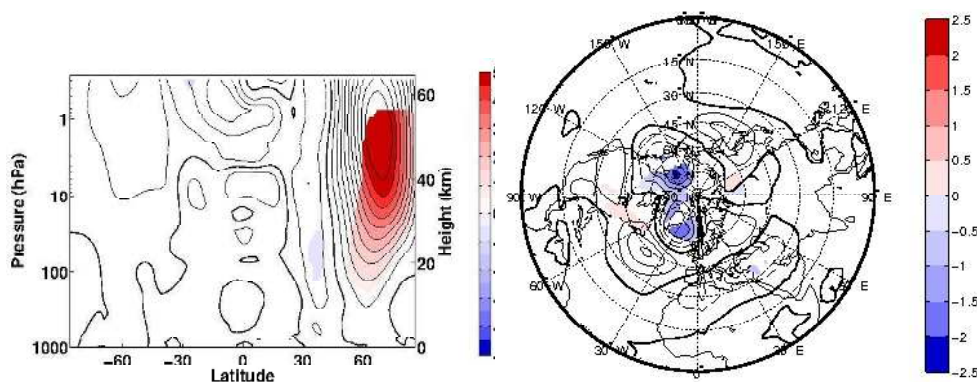 Pressure (hPa)
1
10
100
1000
−60
−30
0
30
60
Latitude
60
40
20
0
Height (km)
150° W
150° E
120° W
90° W
60° W
30° W
0
30° E
60° E
90° E
120° E
15° N
30° N
45° N
2.5
2
1.5
1
0.5
0
−0.5
−1
−1.5
−2
−2.5